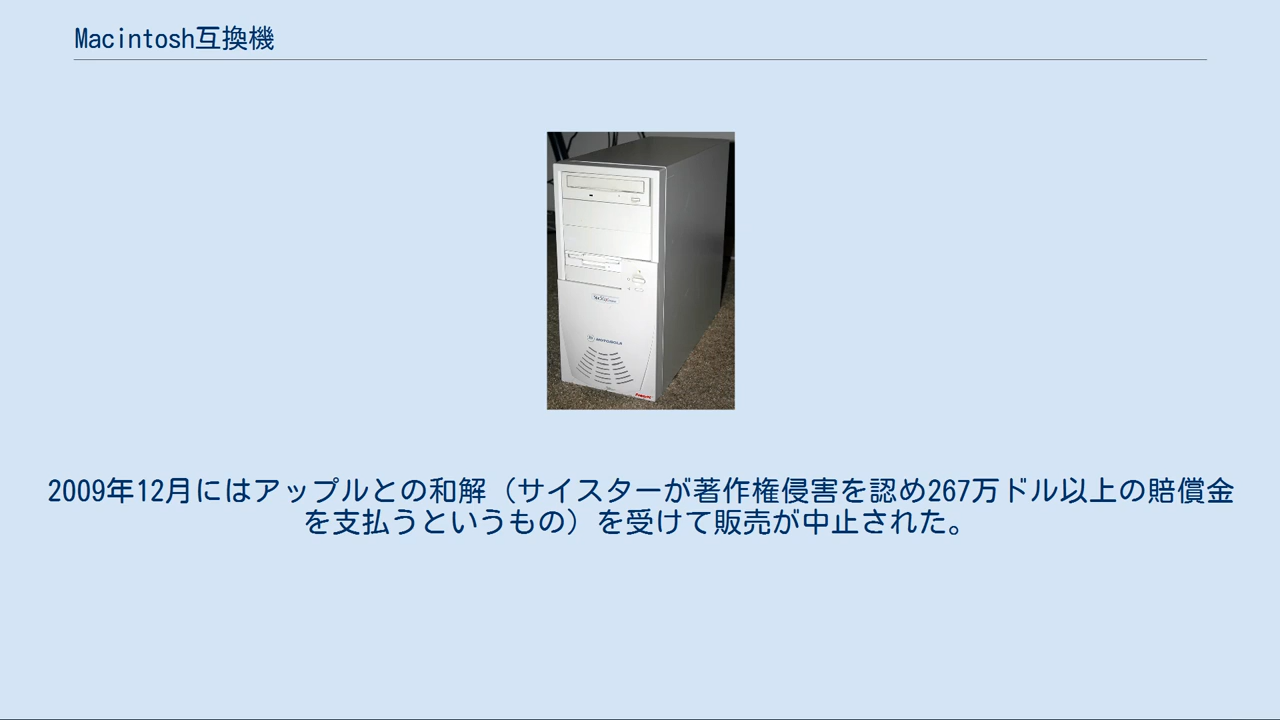 Macintosh互換機
MOTOROLA
2009年12月にはアップルとの和解（サイスターが著作権侵害を認め267万ドル以上の賠償金
を支払うというもの）を受けて販売が中止された。